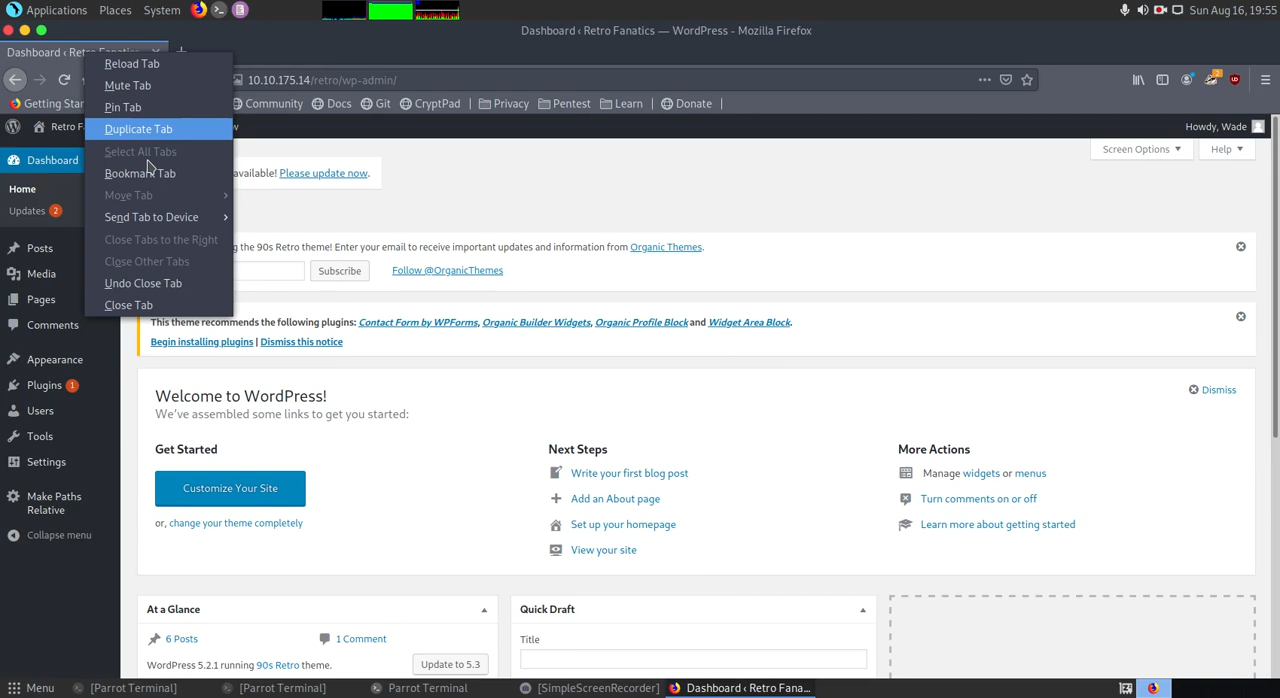 Applications Places System Sun Aug 16, 19:55
Dashboard ‹ Retro Fanatics — WordPress - Mozilla Firefox
Dashboard ‹ Retro Fanatics
10.10.175.14/retro/wp-admin/
Getting Star Community Docs Git CryptPad Privacy Pentest Learn Donate
Retro F w Howdy, Wade
Reload Tab
Mute Tab
Pin Tab
Duplicate Tab
Select All Tabs
Bookmark Tab
Move Tab
Send Tab to Device
Close Tabs to the Right
Close Other Tabs
Undo Close Tab
Close Tab
Dashboard
Home
Updates 2
Posts
Media
Pages
Comments
Appearance
Plugins 1
Users
Tools
Settings
Make Paths
Relative
Collapse menu
Screen Options Help
available! Please update now.
g the 90s Retro theme! Enter your email to receive important updates and information from Organic Themes.
Subscribe Follow @OrganicThemes
This theme recommends the following plugins: Contact Form by WPForms, Organic Builder Widgets, Organic Profile Block and Widget Area Block.
Begin installing plugins | Dismiss this notice
Welcome to WordPress! Dismiss
We've assembled some links to get you started:
Get Started
Customize Your Site
or, change your theme completely
Next Steps
Write your first blog post
Add an About page
Set up your homepage
View your site
More Actions
Manage widgets or menus
Turn comments on or off
Learn more about getting started
At a Glance
6 Posts 1 Comment
WordPress 5.2.1 running 90s Retro theme. Update to 5.3
Quick Draft
Title
Menu [Parrot Terminal] [Parrot Terminal] Parrot Terminal [SimpleScreenRecorder] Dashboard ‹ Retro Fana...